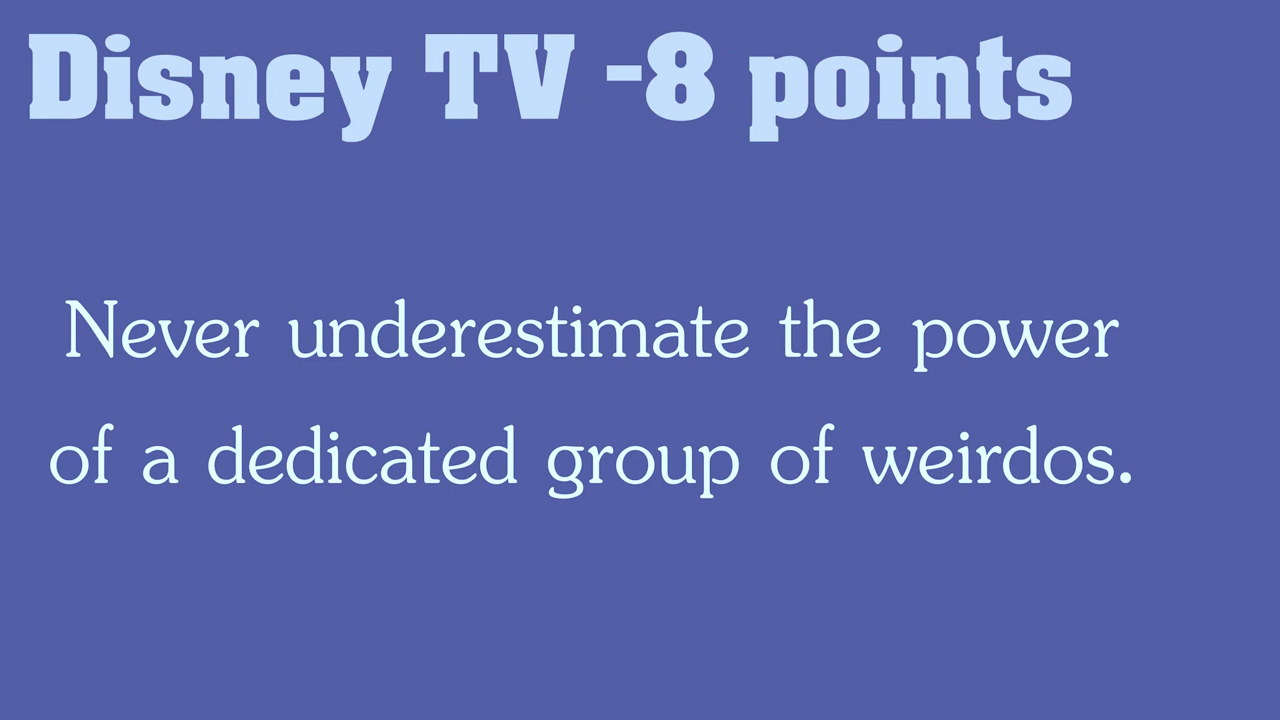 Disney TV -8 points
Never underestimate the power
of a dedicated group of weirdos.